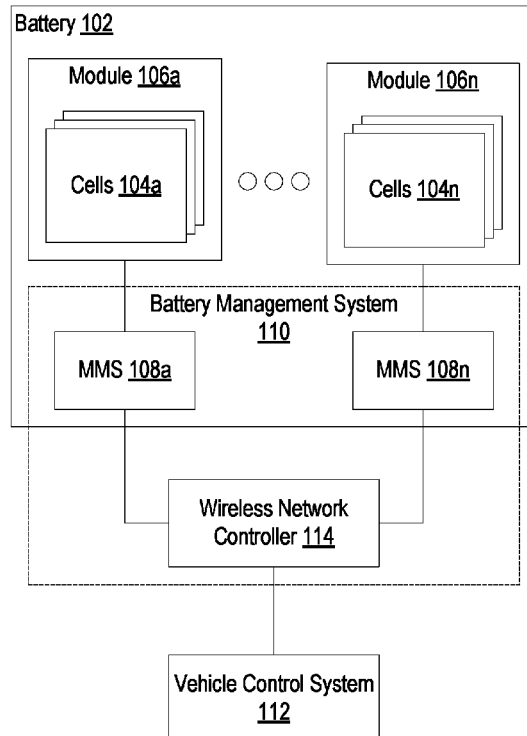 Battery 102
Module 106a
Module 106n
Cells 104a
Cells 104n
Battery Management System
110
MMS 108a
MMS 108n
Wireless Network
Controller 114
Vehicle Control System
112